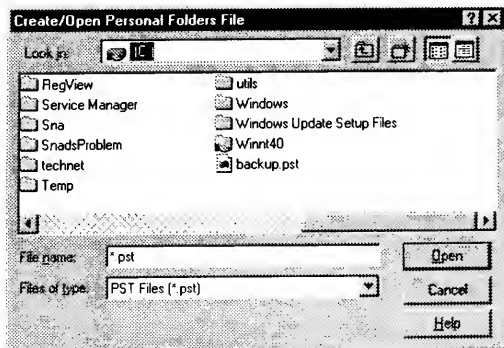 Create/Open Personal Folders File
Look in:
RegView
Service Manager
Sna
SnadsProblem
technet
Temp
utils
Windows
Windows Update Setup Files
Winnt40
backup.pst
File name: *.pst Open
Files of type: PST Files (*.pst) Cancel
Help